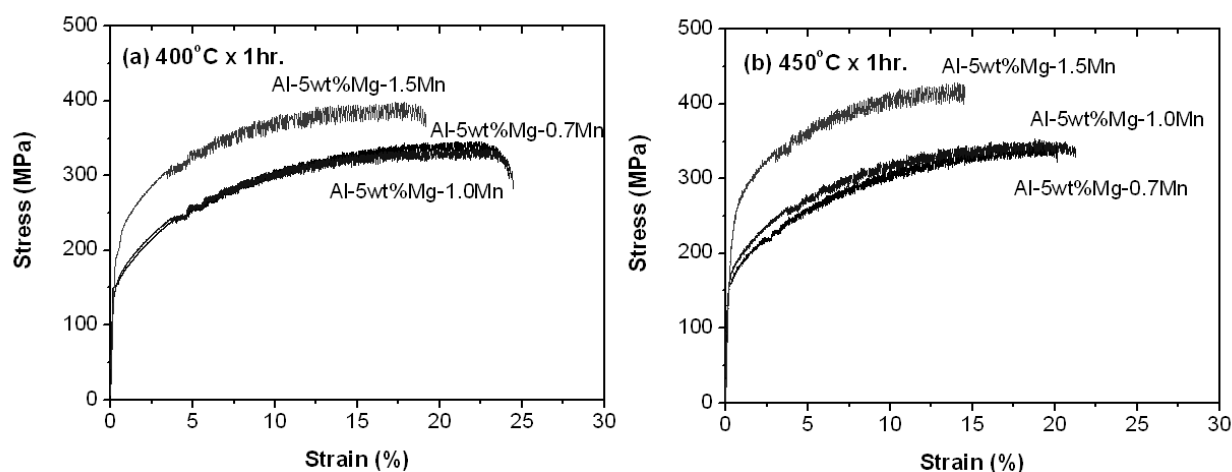 500
400
300
200
100
0
Stress (MPa)
(a) 400°C x 1hr.
Al-5wt%Mg-1.5Mn
Al-5wt%Mg-0.7Mn
Al-5wt%Mg-1.0Mn
0 5 10 15 20 25 30
Strain (%)
500
400
300
200
100
0
Stress (MPa)
(b) 450°C x 1hr.
Al-5wt%Mg-1.5Mn
Al-5wt%Mg-1.0Mn
Al-5wt%Mg-0.7Mn
0 5 10 15 20 25 30
Strain (%)